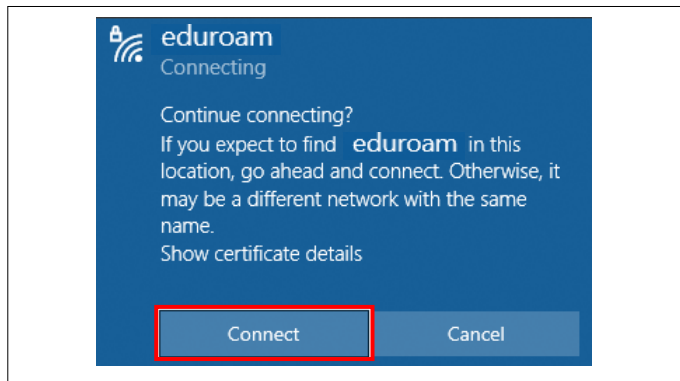 eduroam
Connecting
Continue connecting?
If you expect to find eduroam in this
location, go ahead and connect. Otherwise, it
may be a different network with the same
name.
Show certificate details
Connect
Cancel